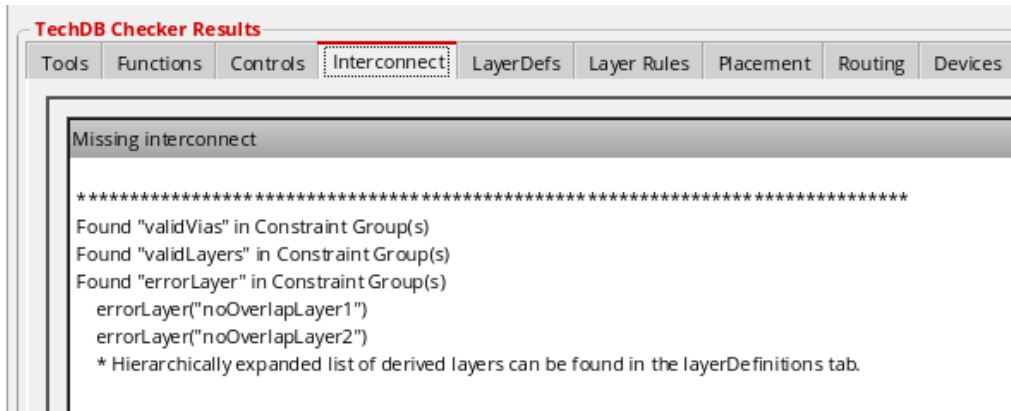 TechDB Checker Results
Tools Functions Controls Interconnect LayerDefs Layer Rules Placement Routing Devices
Missing interconnect
*******************************************************************************
Found "validVias" in Constraint Group(s)
Found "validLayers" in Constraint Group(s)
Found "errorLayer" in Constraint Group(s)
errorLayer("noOverlapLayer1")
errorLayer("noOverlapLayer2")
* Hierarchically expanded list of derived layers can be found in the layerDefinitions tab.